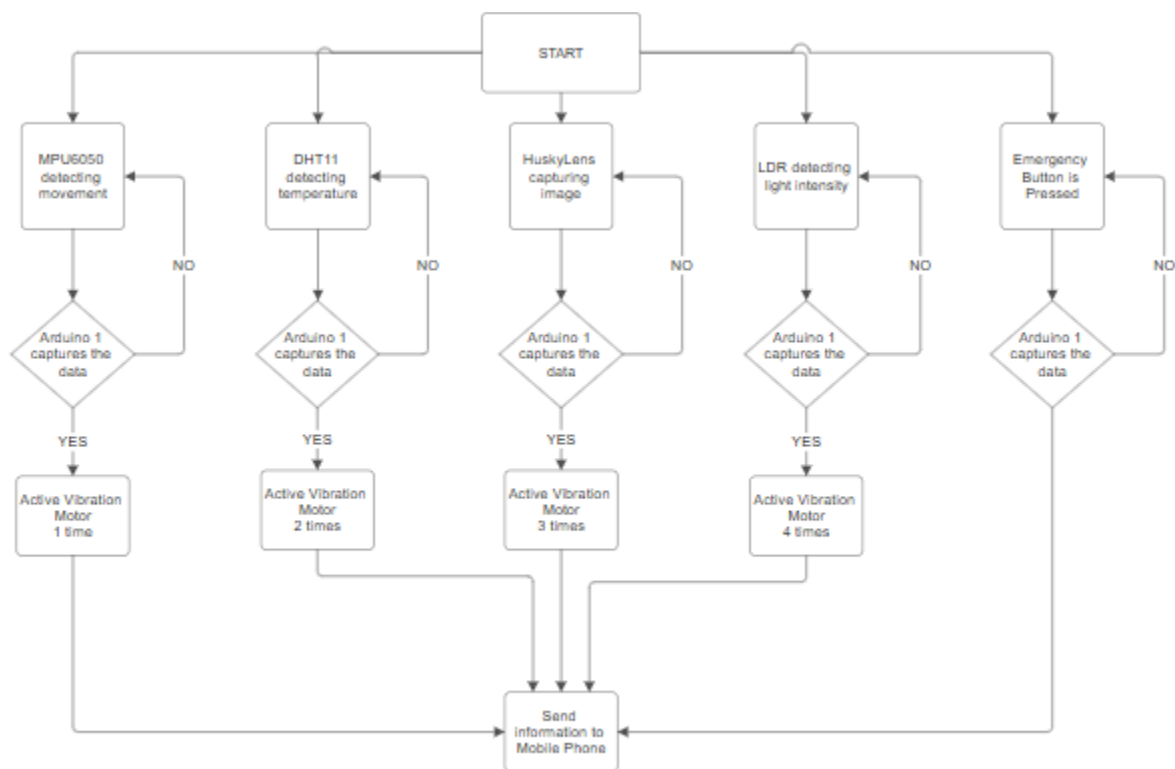 START
MPU6050
detecting
movement
DHT11
detecting
temperature
HuskyLens
capturing
image
LDR detecting
light intensity
Emergency
Button is
Pressed
NO
NO
NO
NO
NO
Arduino 1
captures the
data
Arduino 1
captures the
data
Arduino 1
captures the
data
Arduino 1
captures the
data
Arduino 1
captures the
data
YES
YES
YES
YES
Active Vibration
Motor
1 time
Active Vibration
Motor
2 times
Active Vibration
Motor
3 times
Active Vibration
Motor
4 times
Send
information to
Mobile Phone